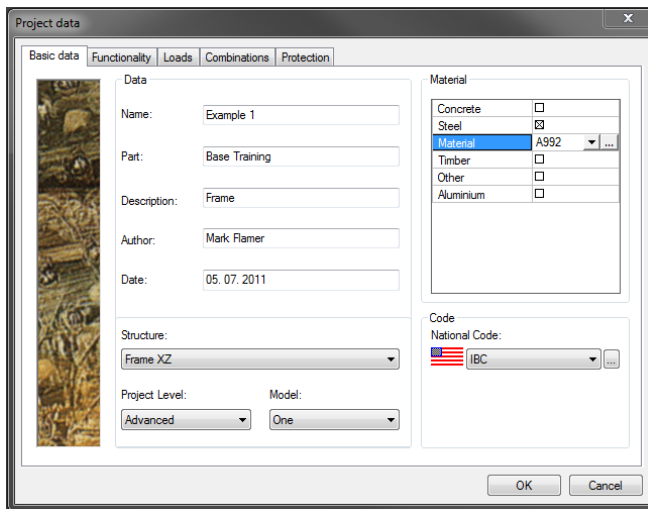 Project data
Basic data Functionality Loads Combinations Protection
Data
Name: Example 1
Part: Base Training
Description: Frame
Author: Mark Flamer
Date: 05. 07. 2011
Structure:
Frame XZ
Project Level: Model:
Advanced One
Material
Concrete
Steel
Material A992 ...
Timber
Other
Aluminium
Code
National Code:
IBC ...
OK Cancel